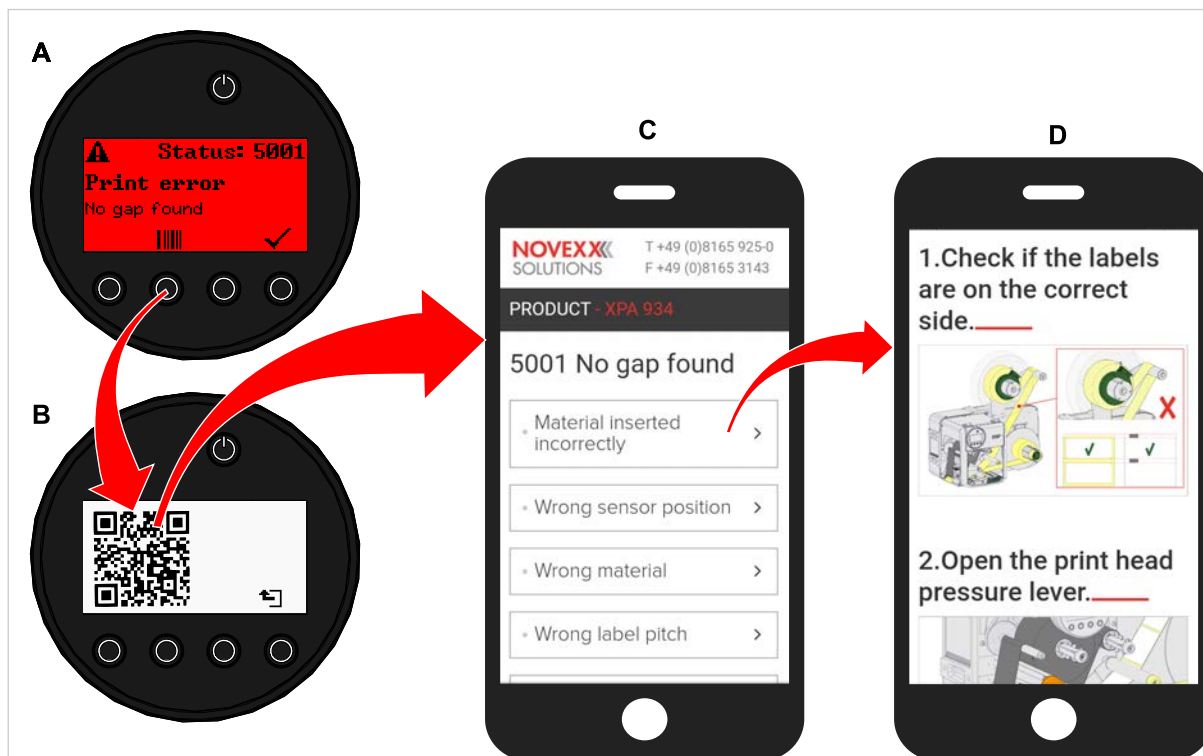 A
Status: 5001
Print error
No gap found
B
C
NOVEXX
SOLUTIONS
T +49 (0)8165 925-0
F +49 (0)8165 3143
PRODUCT - XPA 934
5001 No gap found
Material inserted
incorrectly
Wrong sensor position
Wrong material
Wrong label pitch
D
1.Check if the labels
are on the correct
side.
X
2.Open the print head
pressure lever.